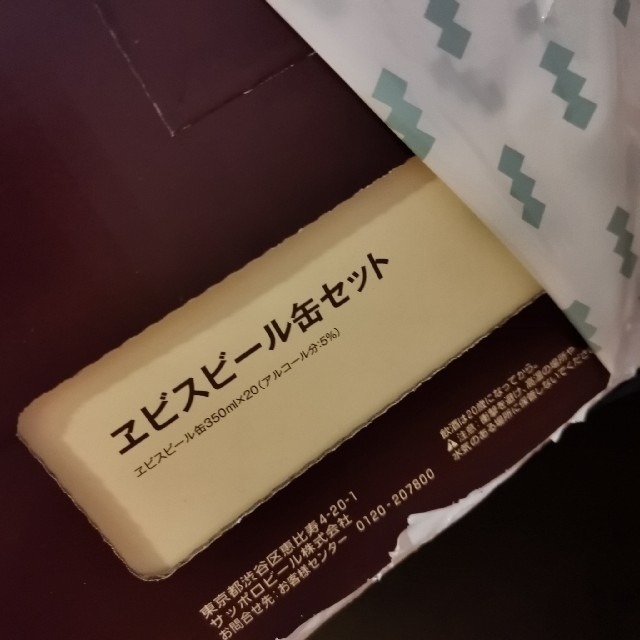 ヱビスビール缶セット
ヱビスビール缶350ml×20(アルコール分:5%)
飲酒は20歳になってから。
東京都渋谷区恵比寿4-20-1
サッポロビール株式会社
お問合せ先:お客様センター 0120-207800